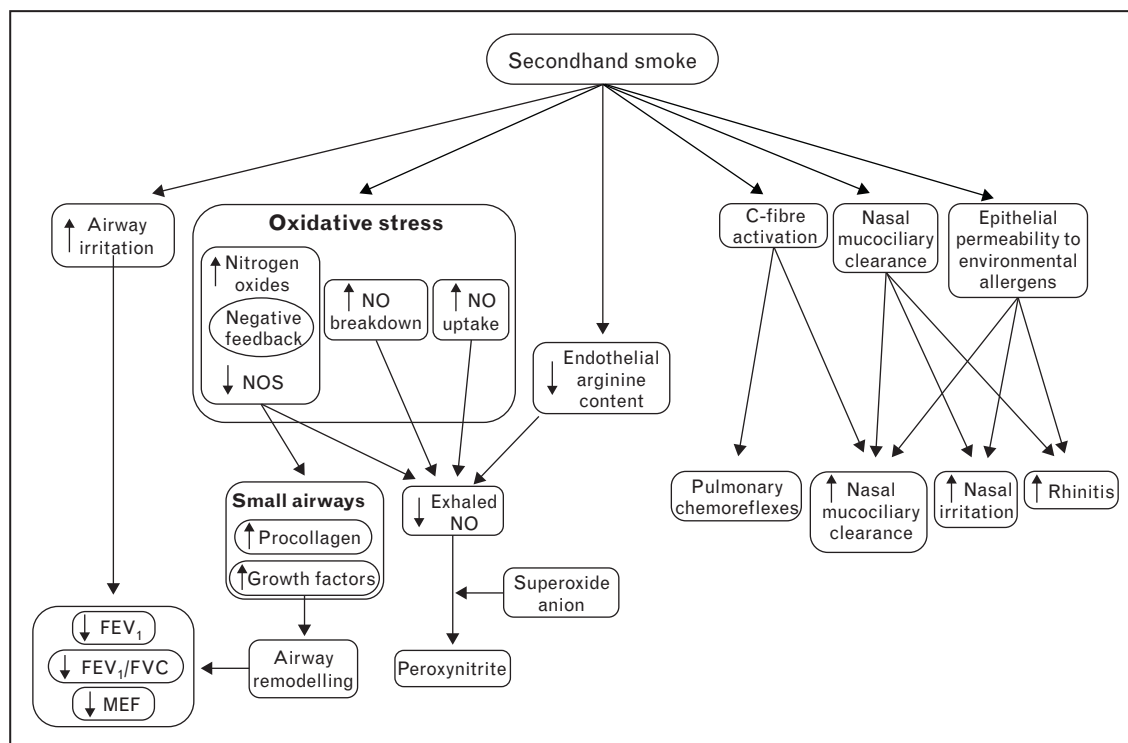 Secondhand smoke
↑ Airway
irritation
Oxidative stress
↑ Nitrogen
oxides
Negative
feedback
↓ NOS
↑ NO
breakdown
↑ NO
uptake
↓ Endothelial
arginine
content
C-fibre
activation
Nasal
mucociliary
clearance
Epithelial
permeability to
environmental
allergens
Small airways
↑ Procollagen
↑ Growth factors
↓ Exhaled
NO
Pulmonary
chemoreflexes
↑ Nasal
mucociliary
clearance
↑ Nasal
irritation
↑ Rhinitis
Superoxide
anion
↓ FEV₁
↓ FEV₁/FVC
↓ MEF
Airway
remodelling
Peroxynitrite